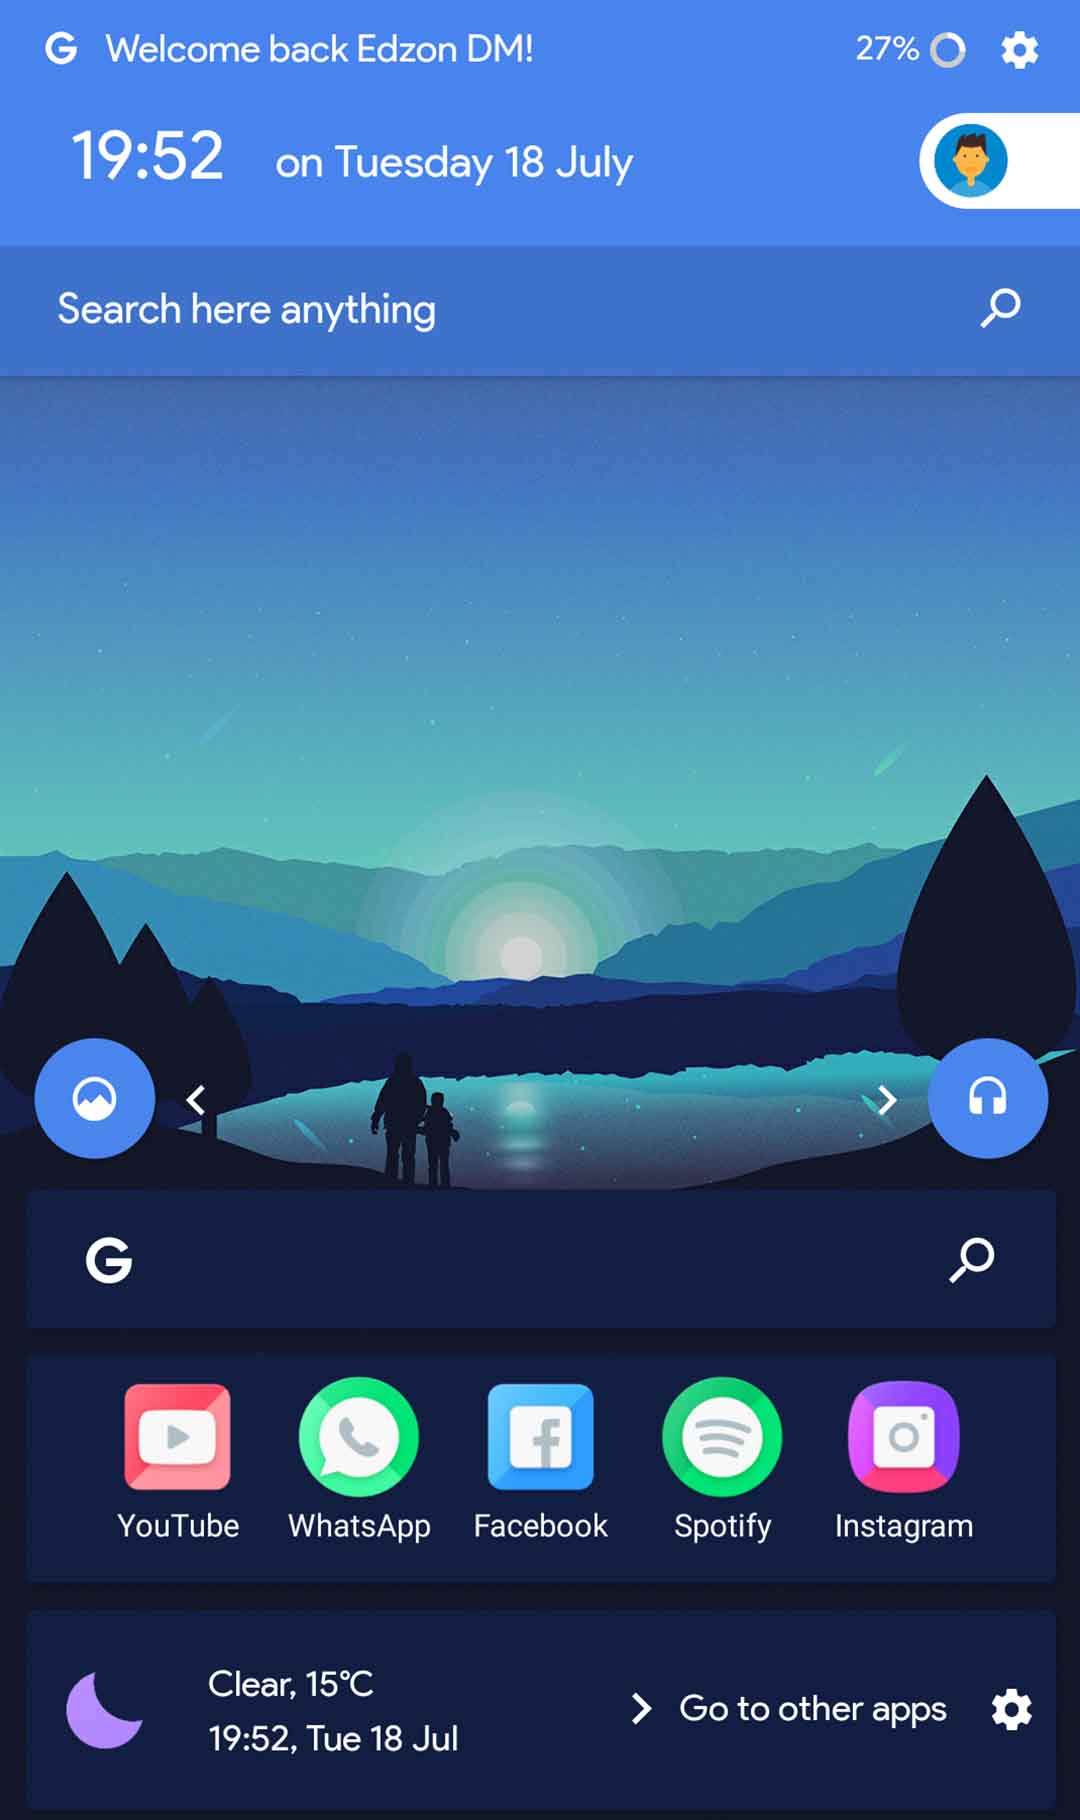 G Welcome back Edzon DM! 27%
19:52 on Tuesday 18 July
Search here anything
G
YouTube WhatsApp Facebook Spotify Instagram
Clear, 15°C
19:52, Tue 18 Jul
Go to other apps